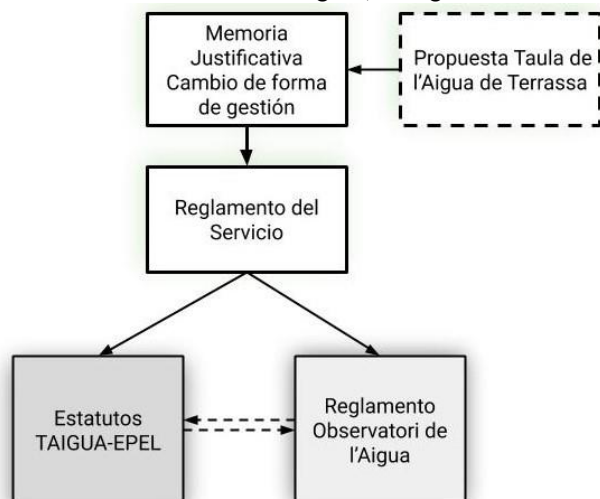 Memoria
Justificativa
Cambio de forma
de gestión
Propuesta Taula de
l'Aigua de Terrassa
Reglamento del
Servicio
Estatutos
TAIGUA-EPEL
Reglamento
Observatori de
l'Aigua